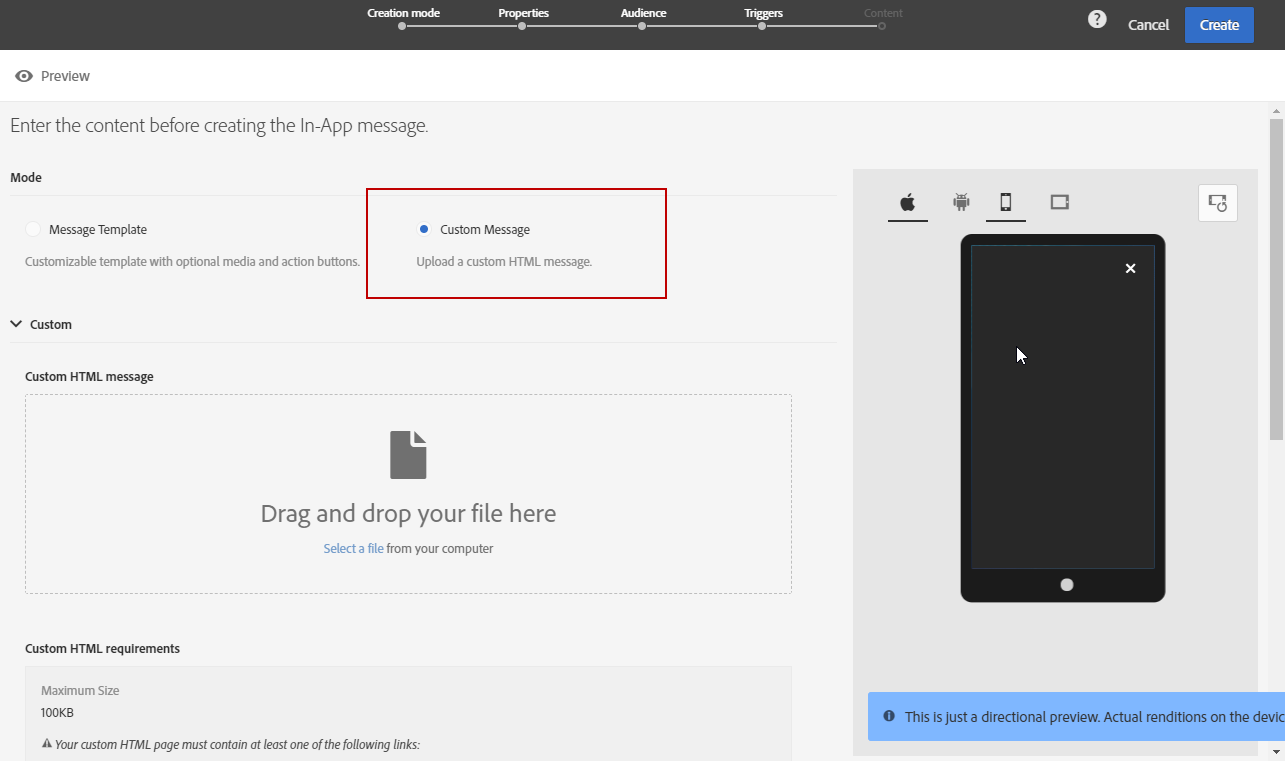 Creation mode
Properties
Audience
Triggers
Content
?
Cancel
Create
Preview
Enter the content before creating the In-App message.
Mode
Message Template
Customizable template with optional media and action buttons.
Custom Message
Upload a custom HTML message.
Custom
Custom HTML message
Drag and drop your file here
Select a file from your computer
Custom HTML requirements
Maximum Size
100KB
Your custom HTML page must contain at least one of the following links:
This is just a directional preview. Actual renditions on the devic